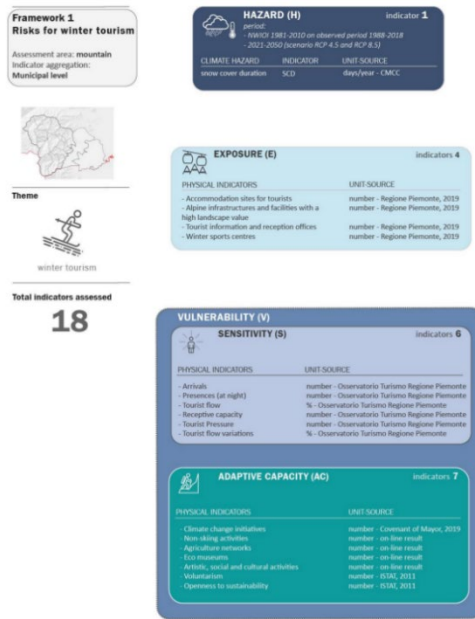 Framework 1
Risks for winter tourism
Assessment area: mountain
Indicator aggregation:
Municipal level
Theme
winter tourism
Total indicators assessed
18
HAZARD (H)
indicator 1
period:
- NWIOI 1981-2010 on observed period 1988-2018
- 2021-2050 (scenario RCP 4.5 and RCP 8.5)
CLIMATE HAZARD INDICATOR UNIT-SOURCE
snow cover duration SCD days/year - CMCC
EXPOSURE (E)
indicators 4
PHYSICAL INDICATORS UNIT-SOURCE
- Accommodation sites for tourists number - Regione Piemonte, 2019
- Alpine infrastructures and facilities with a number - Regione Piemonte, 2019
high landscape value
- Tourist information and reception offices number - Regione Piemonte, 2019
- Winter sports centres number - Regione Piemonte, 2019
VULNERABILITY (V)
SENSITIVITY (S)
indicators 6
PHYSICAL INDICATORS UNIT-SOURCE
- Arrivals number - Osservatorio Turismo Regione Piemonte
- Presences (at night) number - Osservatorio Turismo Regione Piemonte
- Tourist flow % - Osservatorio Turismo Regione Piemonte
- Receptive capacity number - Osservatorio Turismo Regione Piemonte
- Tourist Pressure number - Osservatorio Turismo Regione Piemonte
- Tourist flow variations % - Osservatorio Turismo Regione Piemonte
ADAPTIVE CAPACITY (AC)
indicators 7
PHYSICAL INDICATORS UNIT-SOURCE
- Climate change initiatives number - Covenant of Mayor, 2019
- Non-skiing activities number - on-line result
- Agriculture networks number - on-line result
- Eco museums number - on-line result
- Artistic, social and cultural activities number - on-line result
- Voluntarism number - ISTAT, 2011
- Openness to sustainability number - ISTAT, 2011